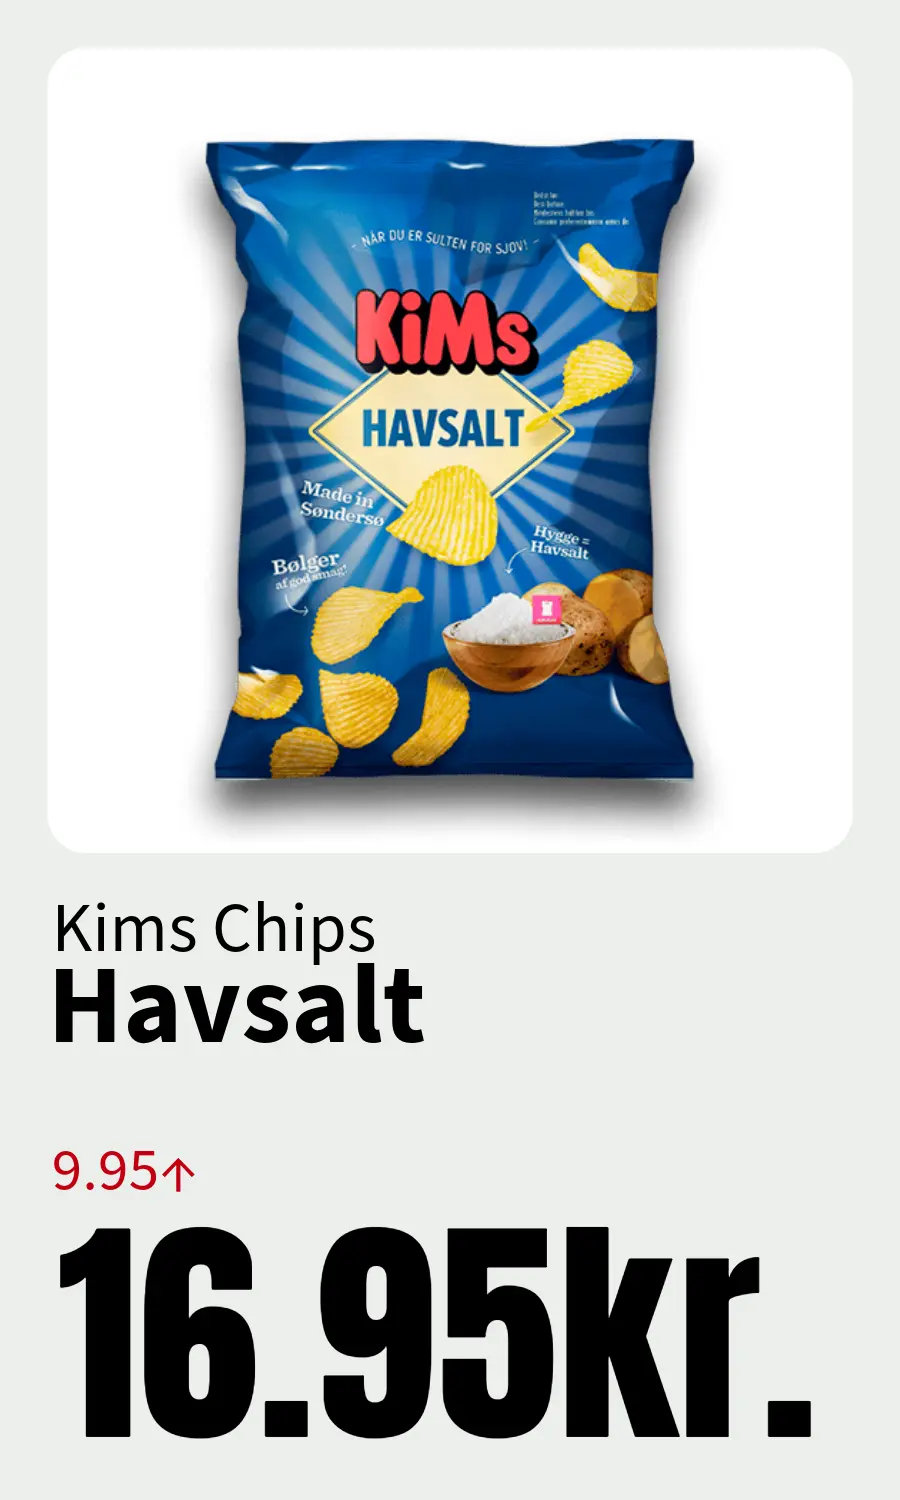 - NÅR DU ER SULTEN FOR SJOV! -
KiMs
HAVSALT
Made in
Søndersø
Hygge =
Havsalt
Bølger
af god smag!
Kims Chips
Havsalt
9.95↑
16.95kr.